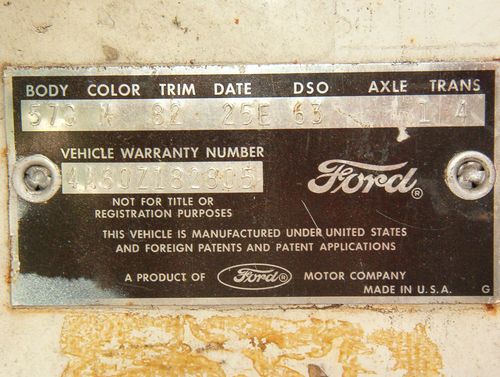 BODY COLOR TRIM DATE DSO AXLE TRANS
57C 82 25E 63 1 4
VEHICLE WARRANTY NUMBER
Ford®
NOT FOR TITLE OR
REGISTRATION PURPOSES
THIS VEHICLE IS MANUFACTURED UNDER UNITED STATES
AND FOREIGN PATENTS AND PATENT APPLICATIONS
A PRODUCT OF Ford® MOTOR COMPANY
MADE IN U.S.A. G